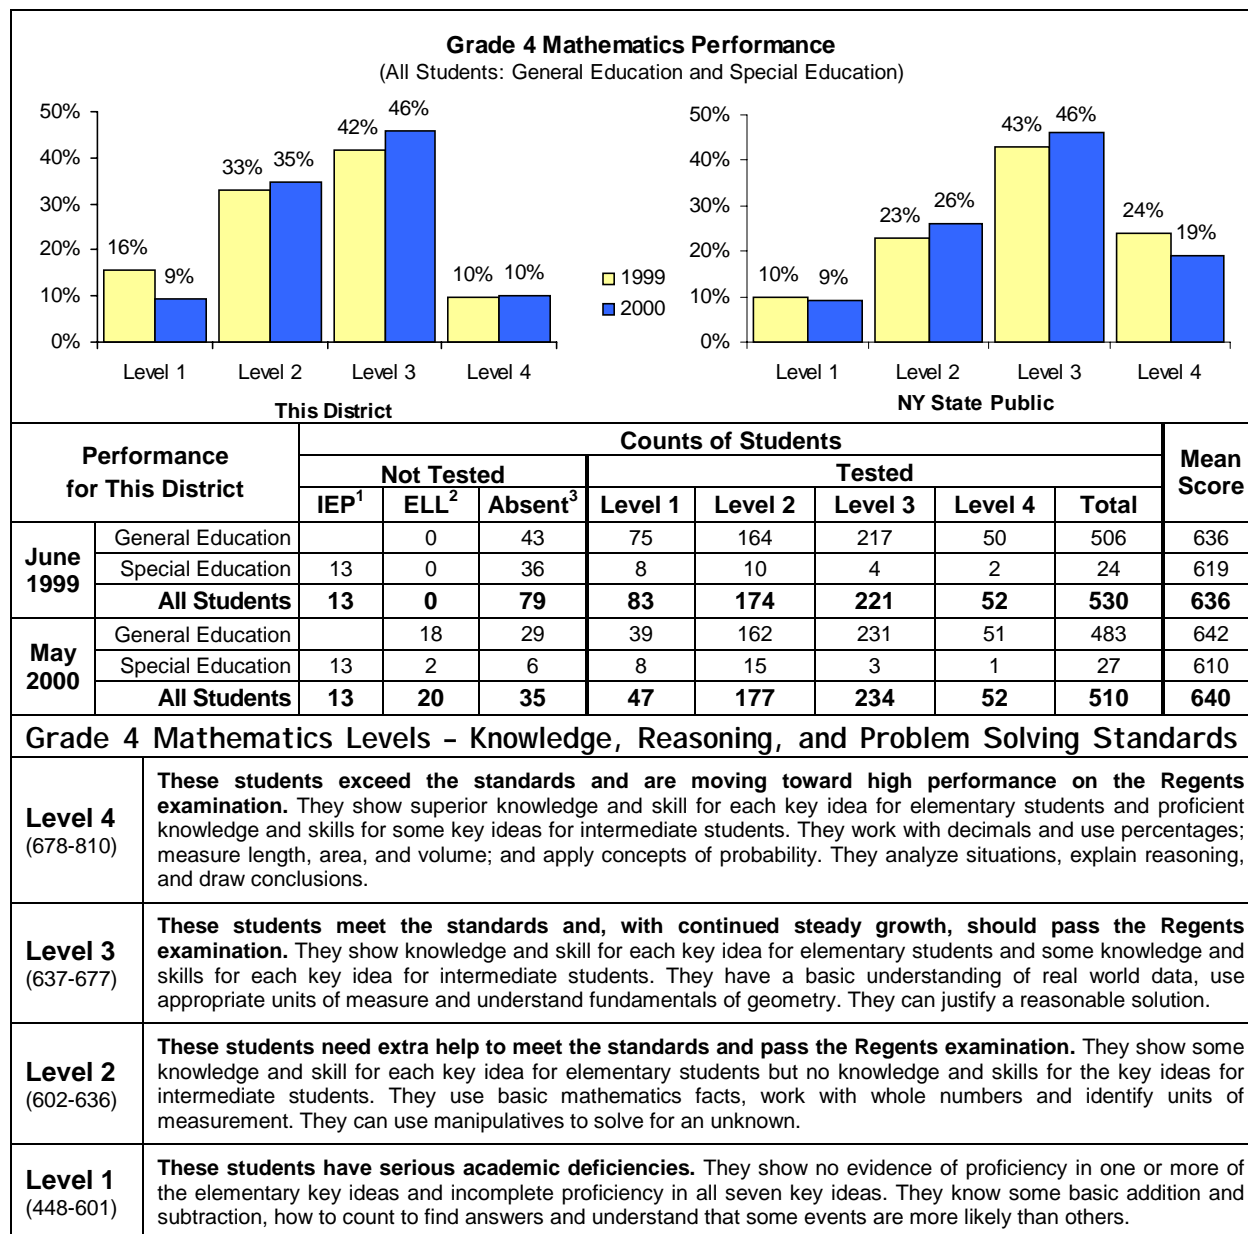 Grade 4 Mathematics Performance
(All Students: General Education and Special Education)
50%
40%
30%
20%
10%
0%
16%
9%
33%
35%
42%
46%
10%
10%
Level 1
Level 2
Level 3
Level 4
This District
1999
2000
50%
40%
30%
20%
10%
0%
10%
9%
23%
26%
43%
46%
24%
19%
Level 1
Level 2
Level 3
Level 4
NY State Public
Performance
for This District
Counts of Students
Mean
Score
Not Tested
Tested
IEP¹ ELL² Absent³ Level 1 Level 2 Level 3 Level 4 Total
June
1999
General Education 0 43 75 164 217 50 506 636
Special Education 13 0 36 8 10 4 2 24 619
All Students 13 0 79 83 174 221 52 530 636
May
2000
General Education 18 29 39 162 231 51 483 642
Special Education 13 2 6 8 15 3 1 27 610
All Students 13 20 35 47 177 234 52 510 640
Grade 4 Mathematics Levels – Knowledge, Reasoning, and Problem Solving Standards
Level 4
(678-810)
These students exceed the standards and are moving toward high performance on the Regents
examination. They show superior knowledge and skill for each key idea for elementary students and proficient
knowledge and skills for some key ideas for intermediate students. They work with decimals and use percentages;
measure length, area, and volume; and apply concepts of probability. They analyze situations, explain reasoning,
and draw conclusions.
Level 3
(637-677)
These students meet the standards and, with continued steady growth, should pass the Regents
examination. They show knowledge and skill for each key idea for elementary students and some knowledge and
skills for each key idea for intermediate students. They have a basic understanding of real world data, use
appropriate units of measure and understand fundamentals of geometry. They can justify a reasonable solution.
Level 2
(602-636)
These students need extra help to meet the standards and pass the Regents examination. They show some
knowledge and skill for each key idea for elementary students but no knowledge and skills for the key ideas for
intermediate students. They use basic mathematics facts, work with whole numbers and identify units of
measurement. They can use manipulatives to solve for an unknown.
Level 1
(448-601)
These students have serious academic deficiencies. They show no evidence of proficiency in one or more of
the elementary key ideas and incomplete proficiency in all seven key ideas. They know some basic addition and
subtraction, how to count to find answers and understand that some events are more likely than others.